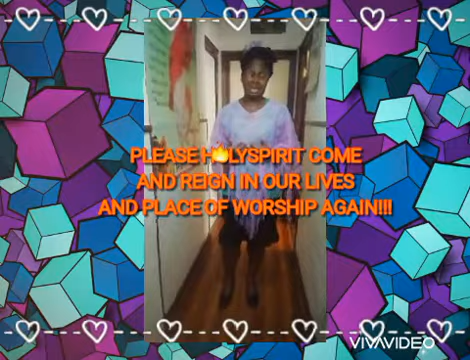 PLEASE H🔥LYSPIRIT COME
AND REIGN IN OUR LIVES
AND PLACE OF WORSHIP AGAIN!!!
VIVAVIDEO